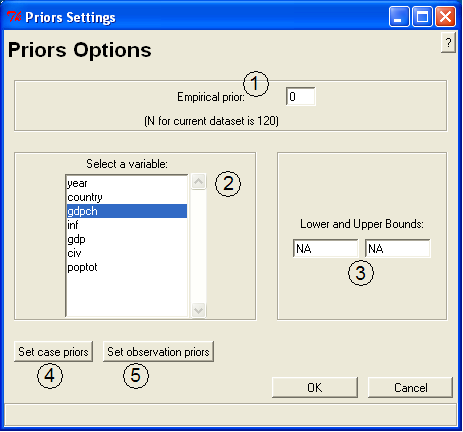 Priors Settings
Priors Options
?
1
Empirical prior: 0
(N for current dataset is 120)
Select a variable:
2
year
country
gdpch
inf
gdp
civ
poptot
Lower and Upper Bounds:
NA NA
3
Set case priors Set observation priors
4 5
OK Cancel